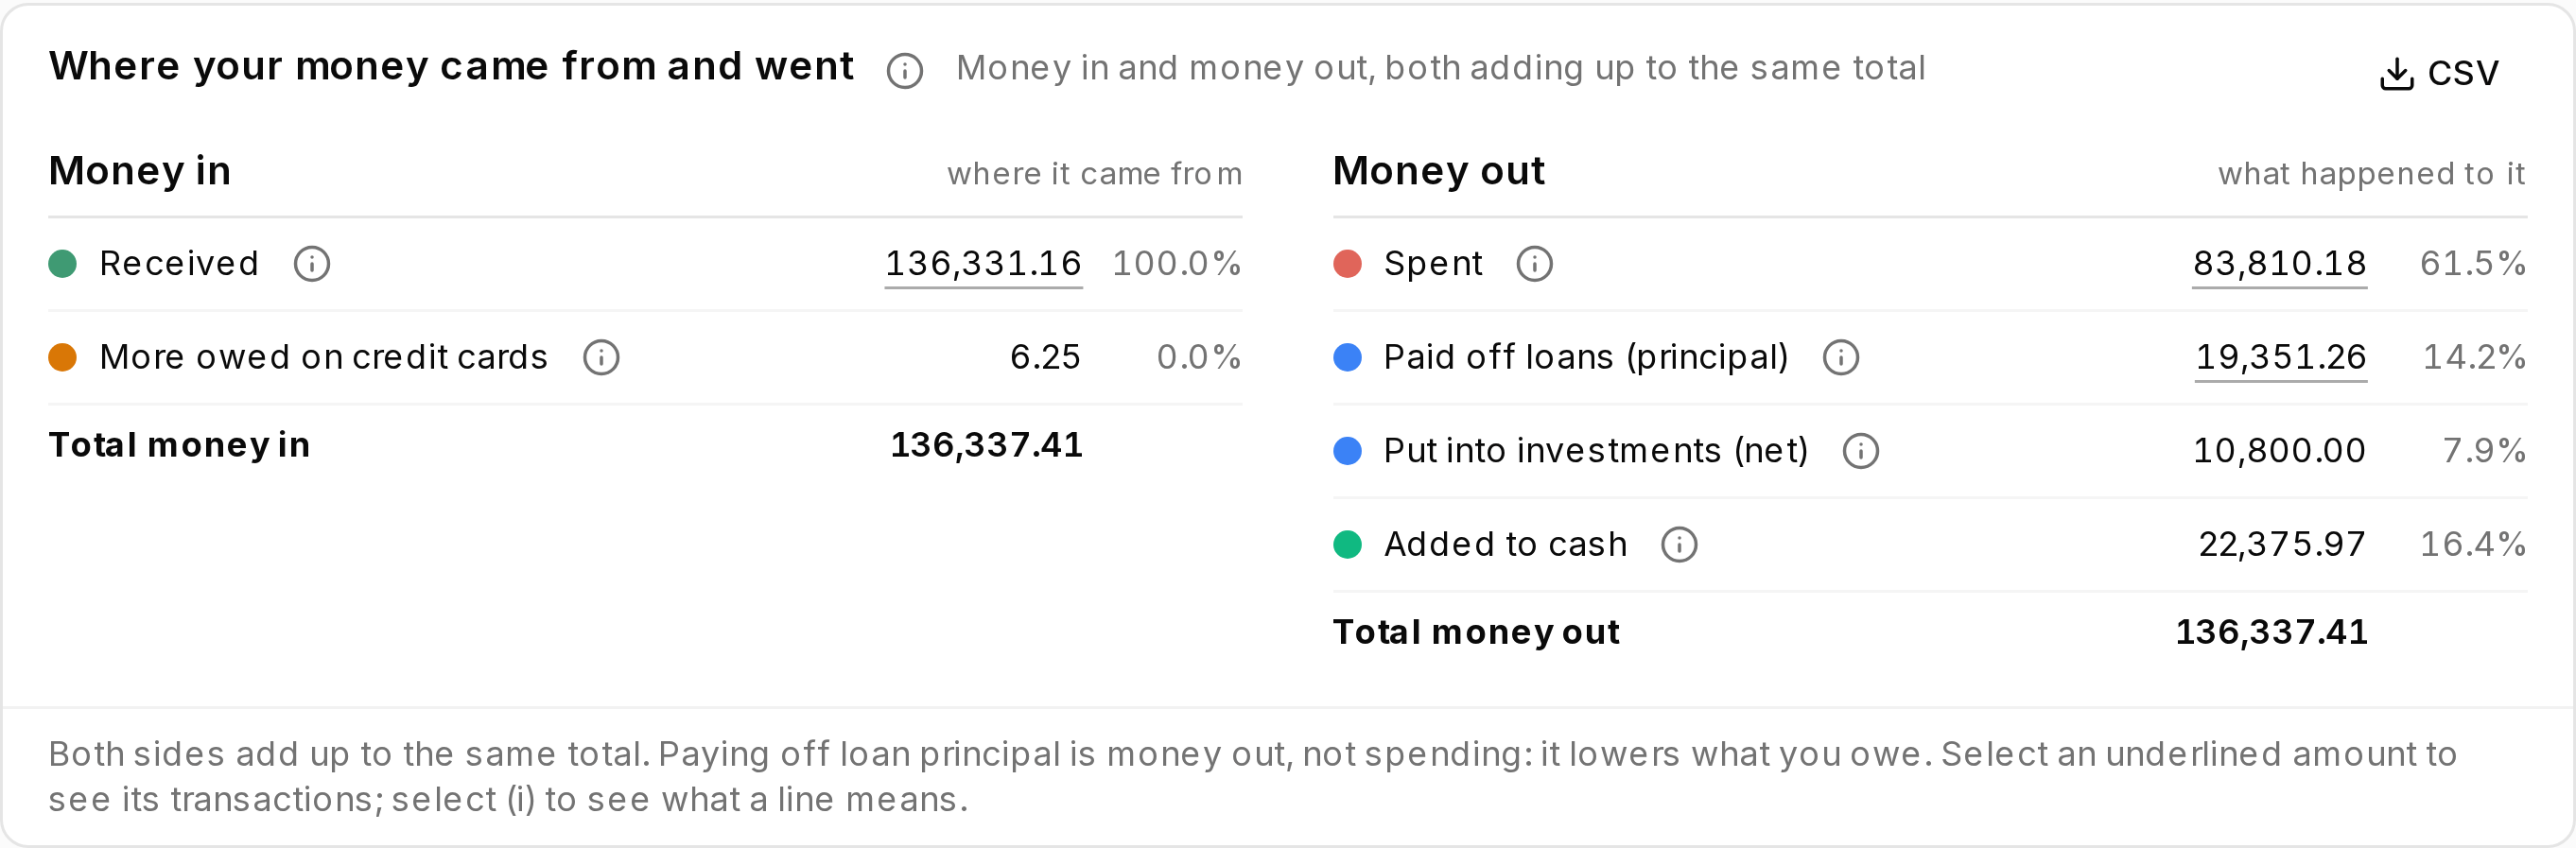 Where your money came from and went Money in and money out, both adding up to the same total CSV
Money in where it came from
Received 136,331.16 100.0%
More owed on credit cards 6.25 0.0%
Total money in 136,337.41
Money out what happened to it
Spent 83,810.18 61.5%
Paid off loans (principal) 19,351.26 14.2%
Put into investments (net) 10,800.00 7.9%
Added to cash 22,375.97 16.4%
Total money out 136,337.41
Both sides add up to the same total. Paying off loan principal is money out, not spending: it lowers what you owe. Select an underlined amount to
see its transactions; select (i) to see what a line means.